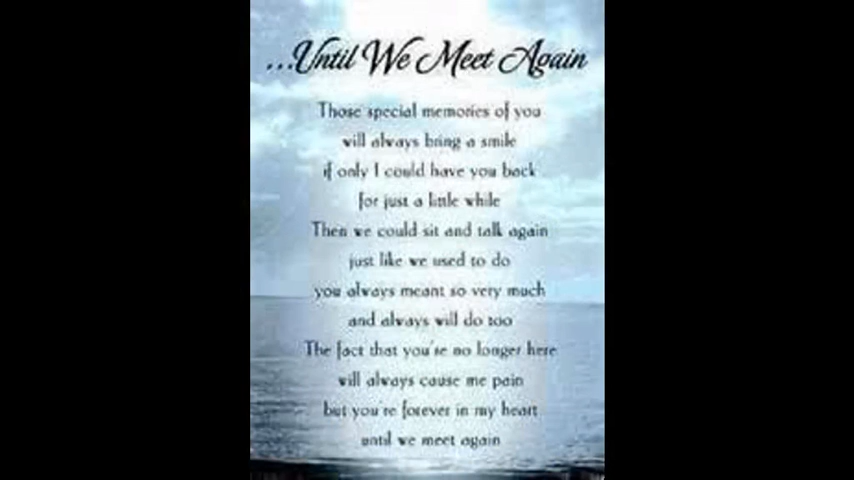 ...Until We Meet Again
Those special memories of you
will always bring a smile
if only I could have you back
for just a little while
Then we could sit and talk again
just like we used to do
you always meant so very much
and always will do too
The fact that you're no longer here
will always cause me pain
but you're forever in my heart
until we meet again